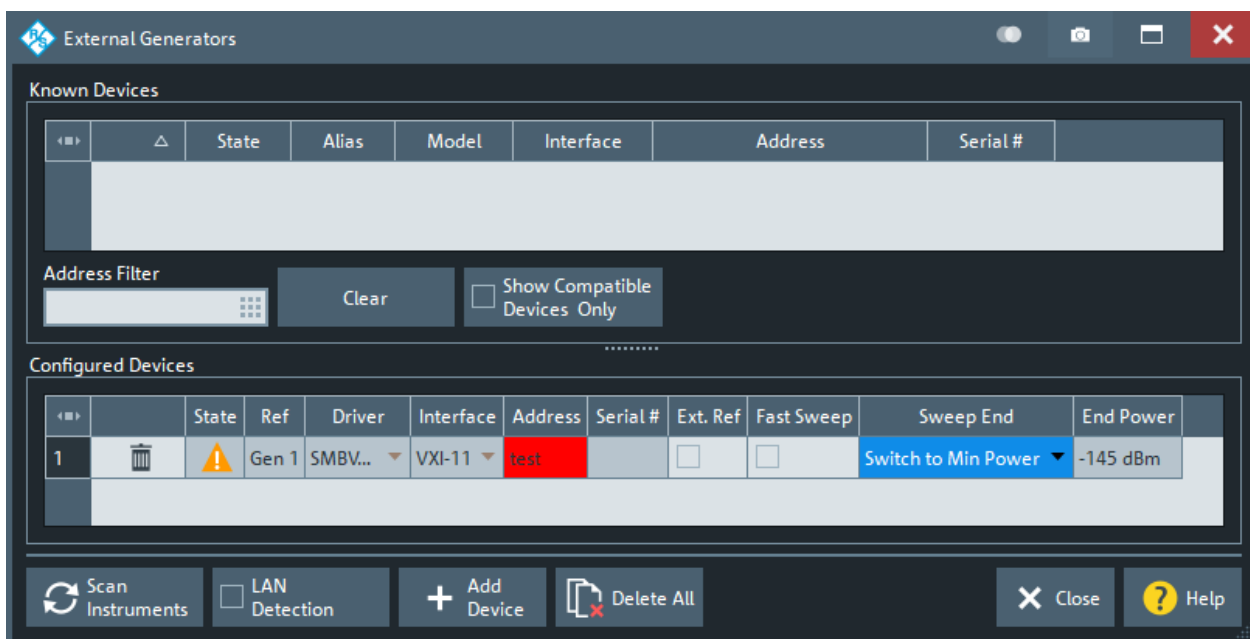 External Generators
Known Devices
State Alias Model Interface Address Serial #
Address Filter
Clear
Show Compatible
Devices Only
Configured Devices
State Ref Driver Interface Address Serial # Ext. Ref Fast Sweep Sweep End End Power
1 Gen 1 SMBV... VXI-11 test Switch to Min Power -145 dBm
Scan
Instruments
LAN
Detection
Add
Device
Delete All
Close
? Help